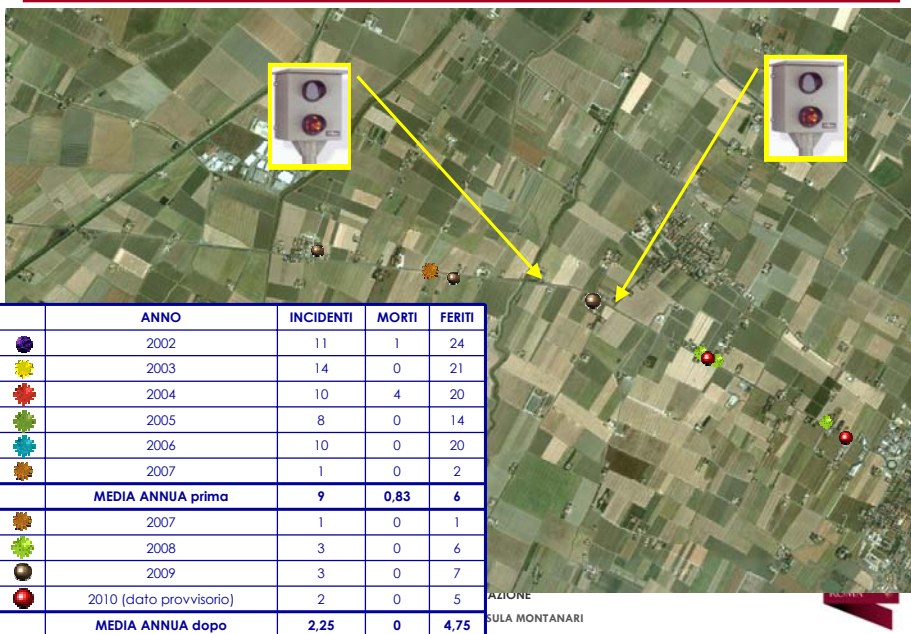 ANNO INCIDENTI MORTI FERITI
2002 11 1 24
2003 14 0 21
2004 10 4 20
2005 8 0 14
2006 10 0 20
2007 1 0 2
MEDIA ANNUA prima 9 0,83 6
2007 1 0 1
2008 3 0 6
2009 3 0 7
2010 (dato provvisorio) 2 0 5
MEDIA ANNUA dopo 2,25 0 4,75
AZIONE
SULA MONTANARI